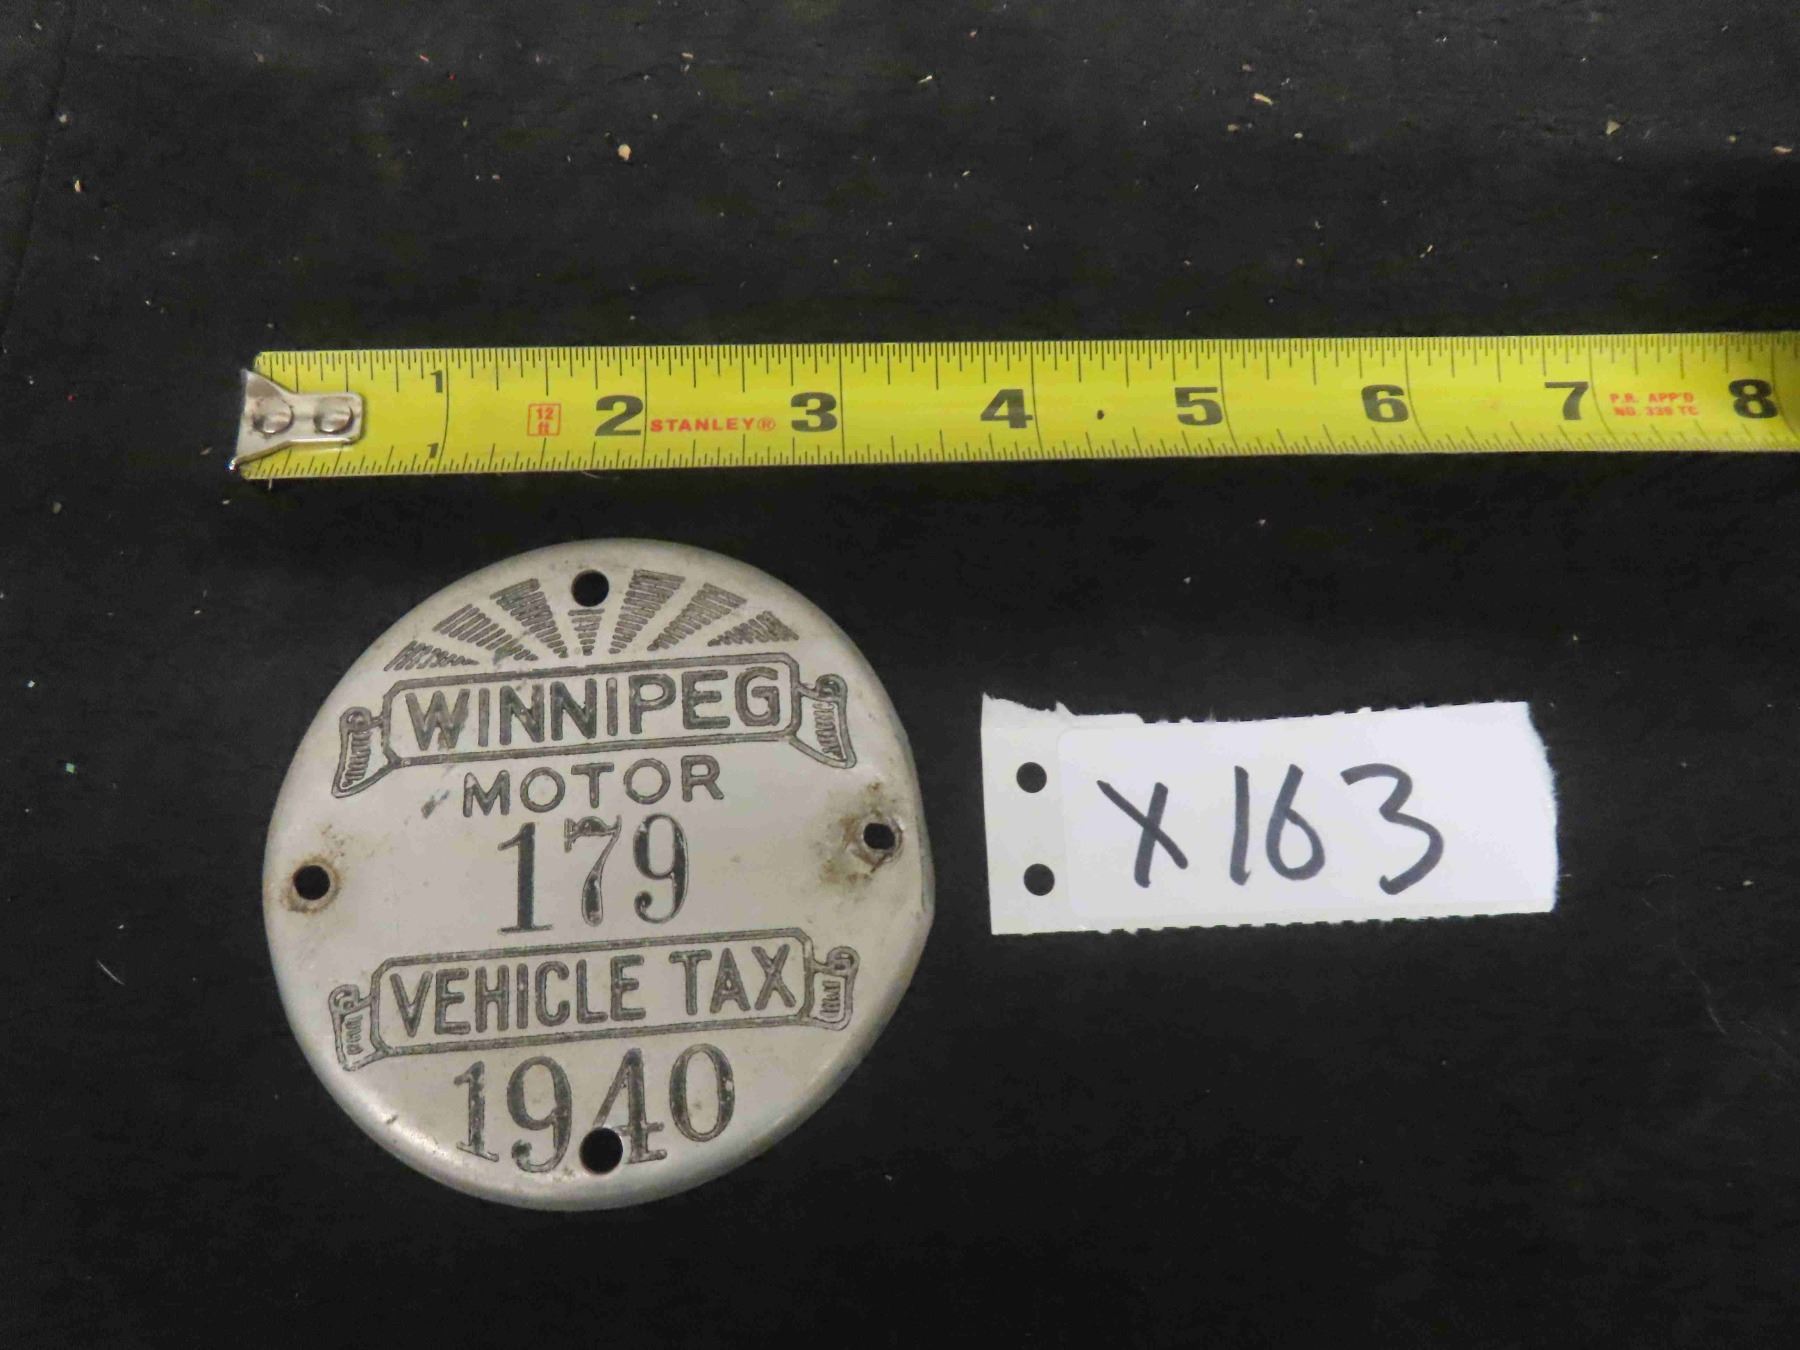 1 2 3 4 5 6 7 8
12 ft STANLEY® P.R. APP'D
NO. 339 TC
1
WINNIPEG
MOTOR
179
VEHICLE TAX
1940
X163